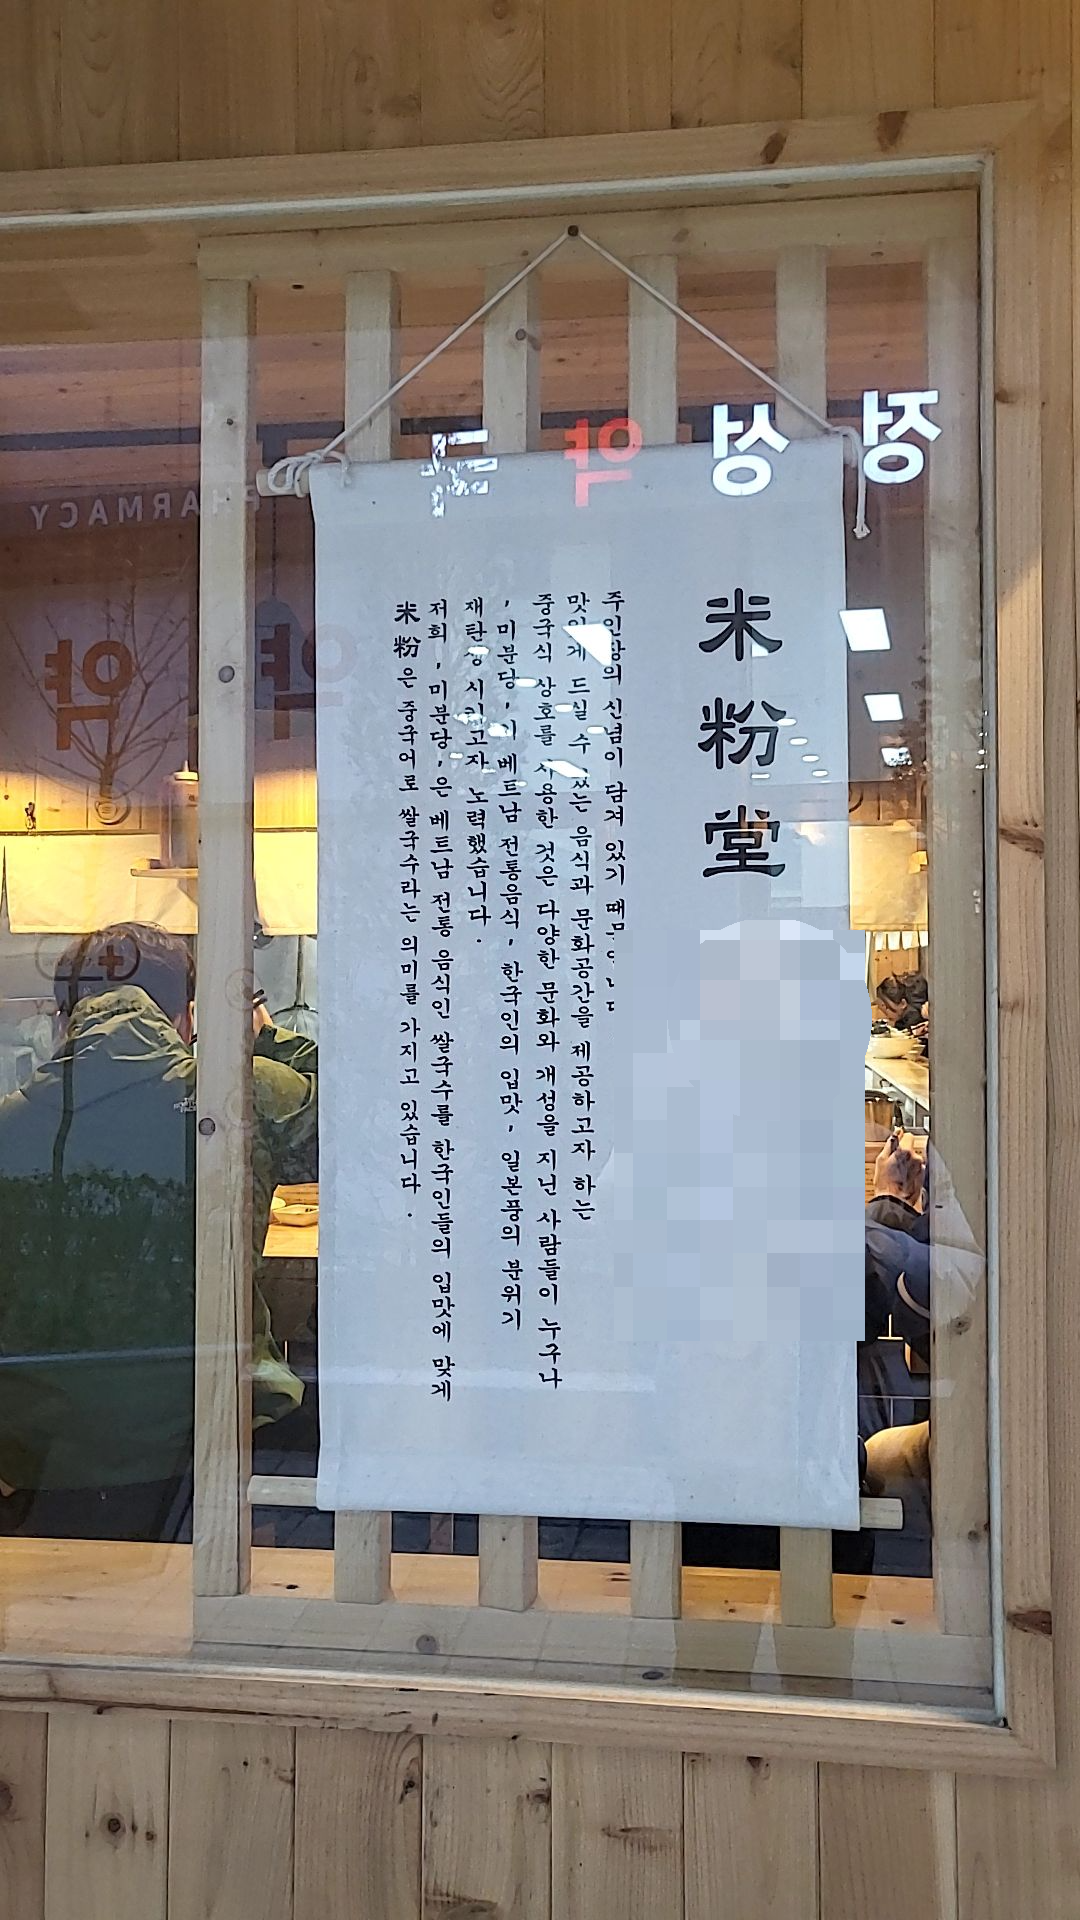 米粉堂
米粉은 중국어로 쌀국수라는 의미를 가지고 있습니다.
저희 ,미분당,은 베트남 전통 음식인 쌀국수를 한국인들의 입맛에 맞게
재탄생 시키고자 노력했습니다.
,미분당,이 베트남 전통음식, 한국인의 입맛, 일본풍의 분위기
중국식 상호를 사용한 것은 다양한 문화와 개성을 지닌 사람들이 누구나
맛있게 드실 수 있는 음식과 문화공간을 제공하고자 하는
주인장의 신념이 담겨 있기
정성약국
PHARMACY
약
약